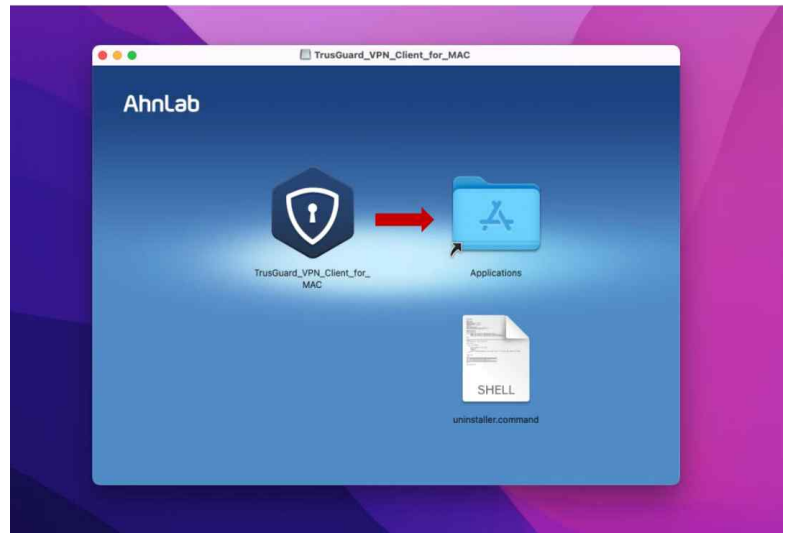 TrusGuard_VPN_Client_for_MAC
AhnLab
TrusGuard_VPN_Client_for_
MAC
Applications
SHELL
uninstaller.command